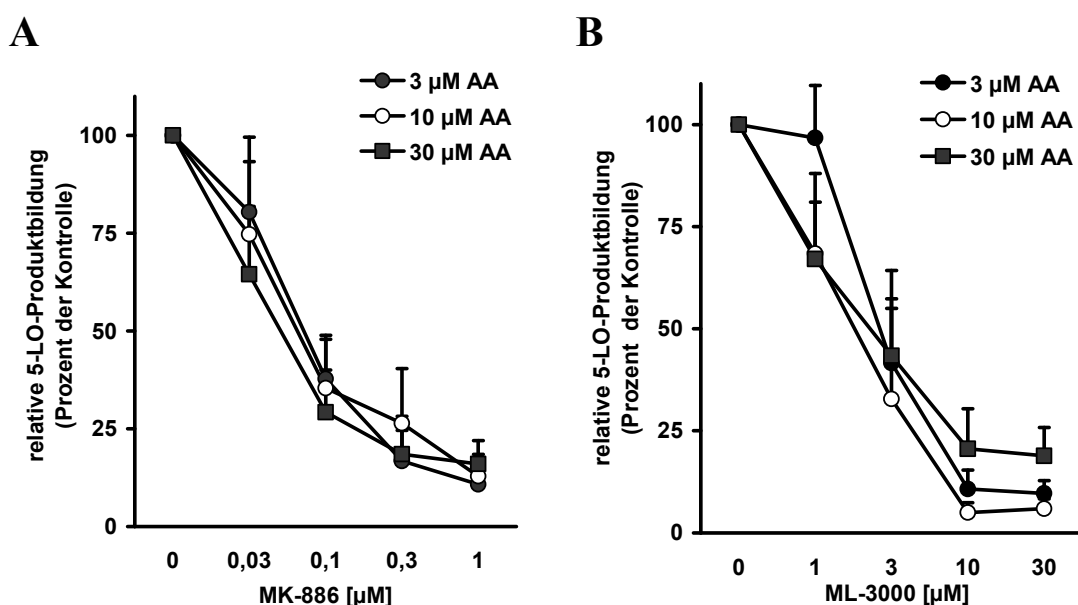 A
3 µM AA
10 µM AA
30 µM AA
relative 5-LO-Produktbildung
(Prozent der Kontrolle)
100
75
50
25
0
0 0,03 0,1 0,3 1
MK-886 [µM]
B
3 µM AA
10 µM AA
30 µM AA
relative 5-LO-Produktbildung
(Prozent der Kontrolle)
100
75
50
25
0
0 1 3 10 30
ML-3000 [µM]